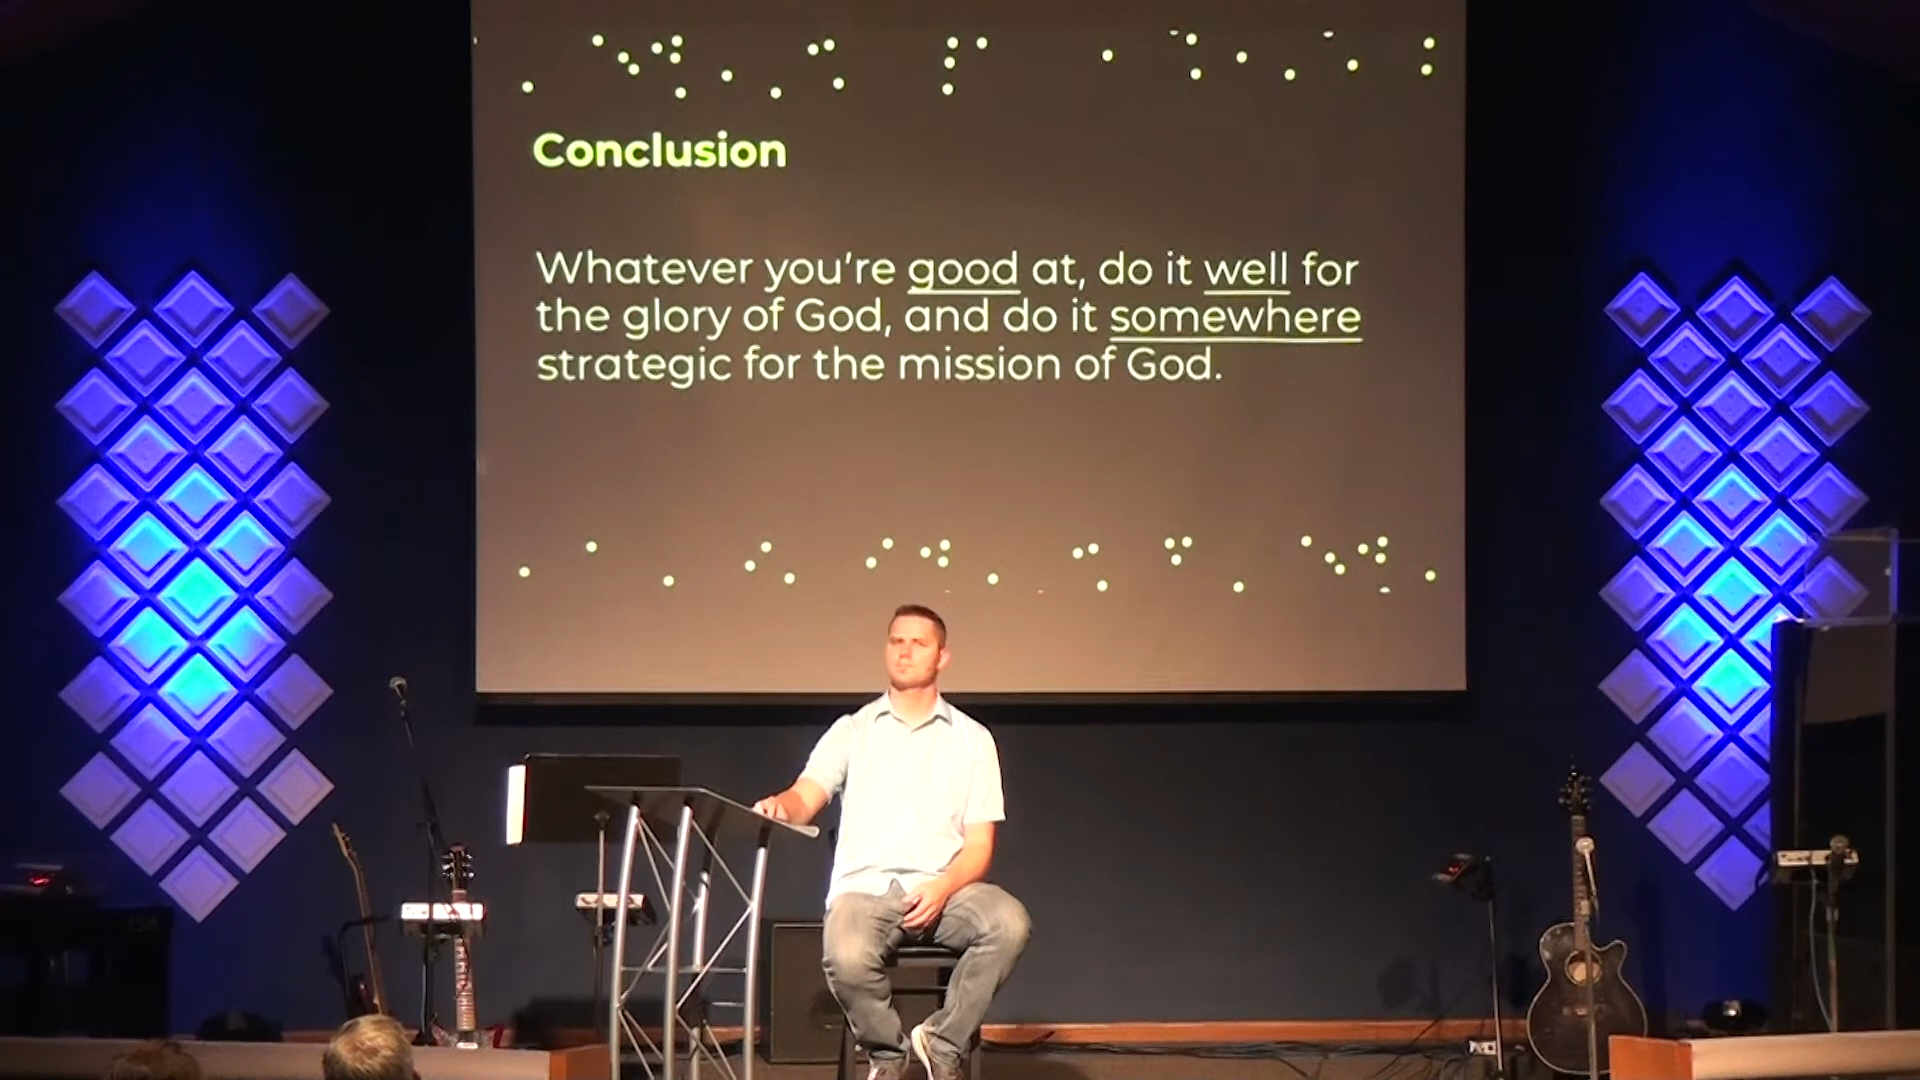 Conclusion
Whatever you're good at, do it well for
the glory of God, and do it somewhere
strategic for the mission of God.